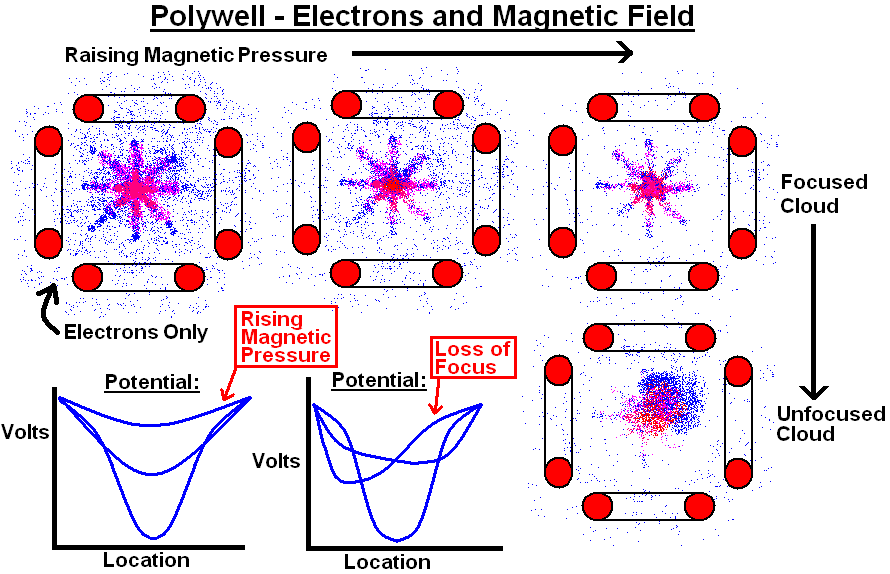 Polywell - Electrons and Magnetic Field
Raising Magnetic Pressure
Focused
Cloud
Electrons Only
Rising
Magnetic
Pressure
Loss of
Focus
Potential:
Potential:
Unfocused
Cloud
Volts
Volts
Location
Location